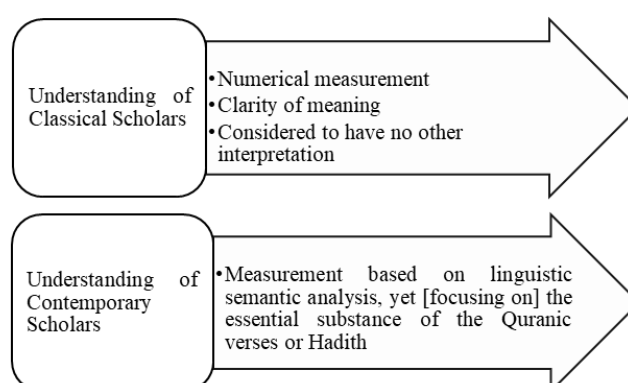 Understanding of
Classical Scholars
•Numerical measurement
•Clarity of meaning
•Considered to have no other
interpretation
Understanding of
Contemporary
Scholars
•Measurement based on linguistic
semantic analysis, yet [focusing on] the
essential substance of the Quranic
verses or Hadith